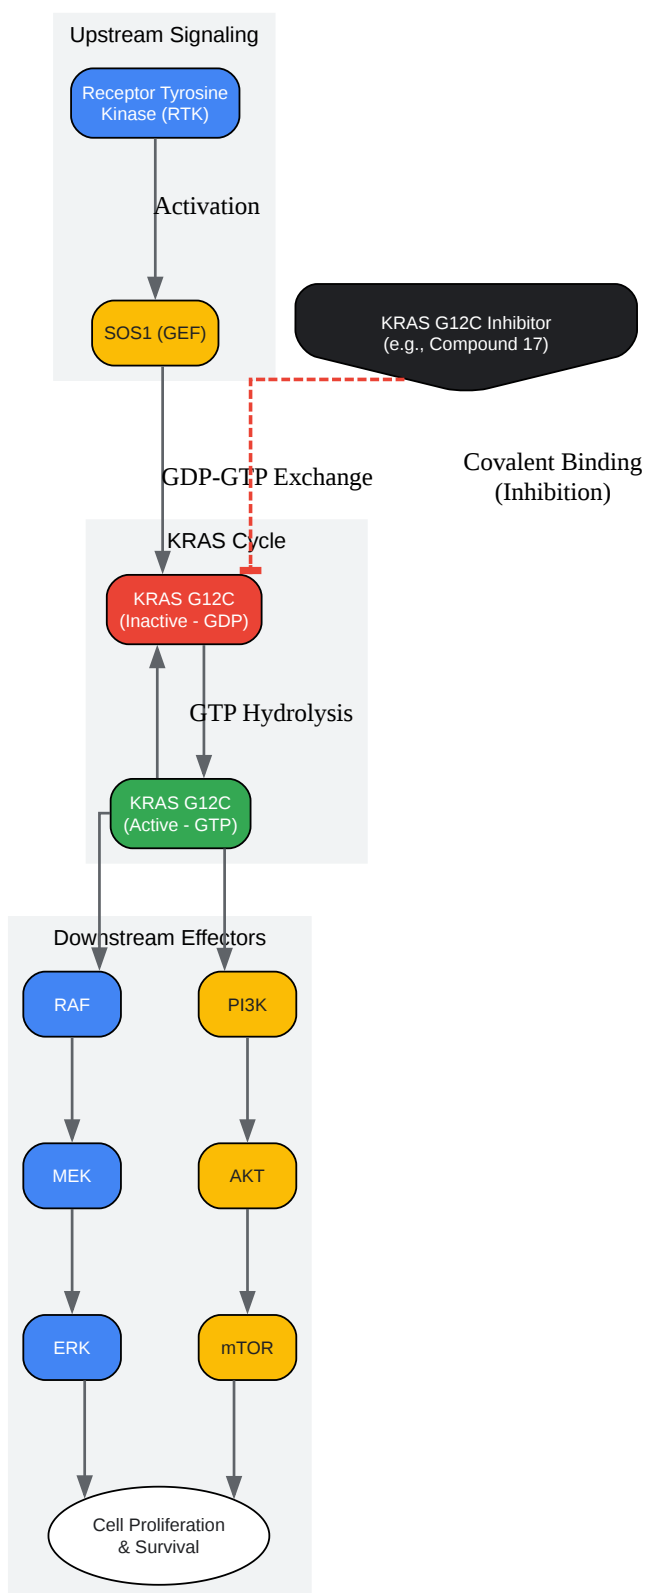 Upstream Signaling
Receptor Tyrosine
Kinase (RTK)
Activation
SOS1 (GEF)
KRAS G12C Inhibitor
(e.g., Compound 17)
GDP-GTP Exchange
Covalent Binding
(Inhibition)
KRAS Cycle
KRAS G12C
(Inactive - GDP)
GTP Hydrolysis
KRAS G12C
(Active - GTP)
Downstream Effectors
RAF
PI3K
MEK
AKT
ERK
mTOR
Cell Proliferation
& Survival